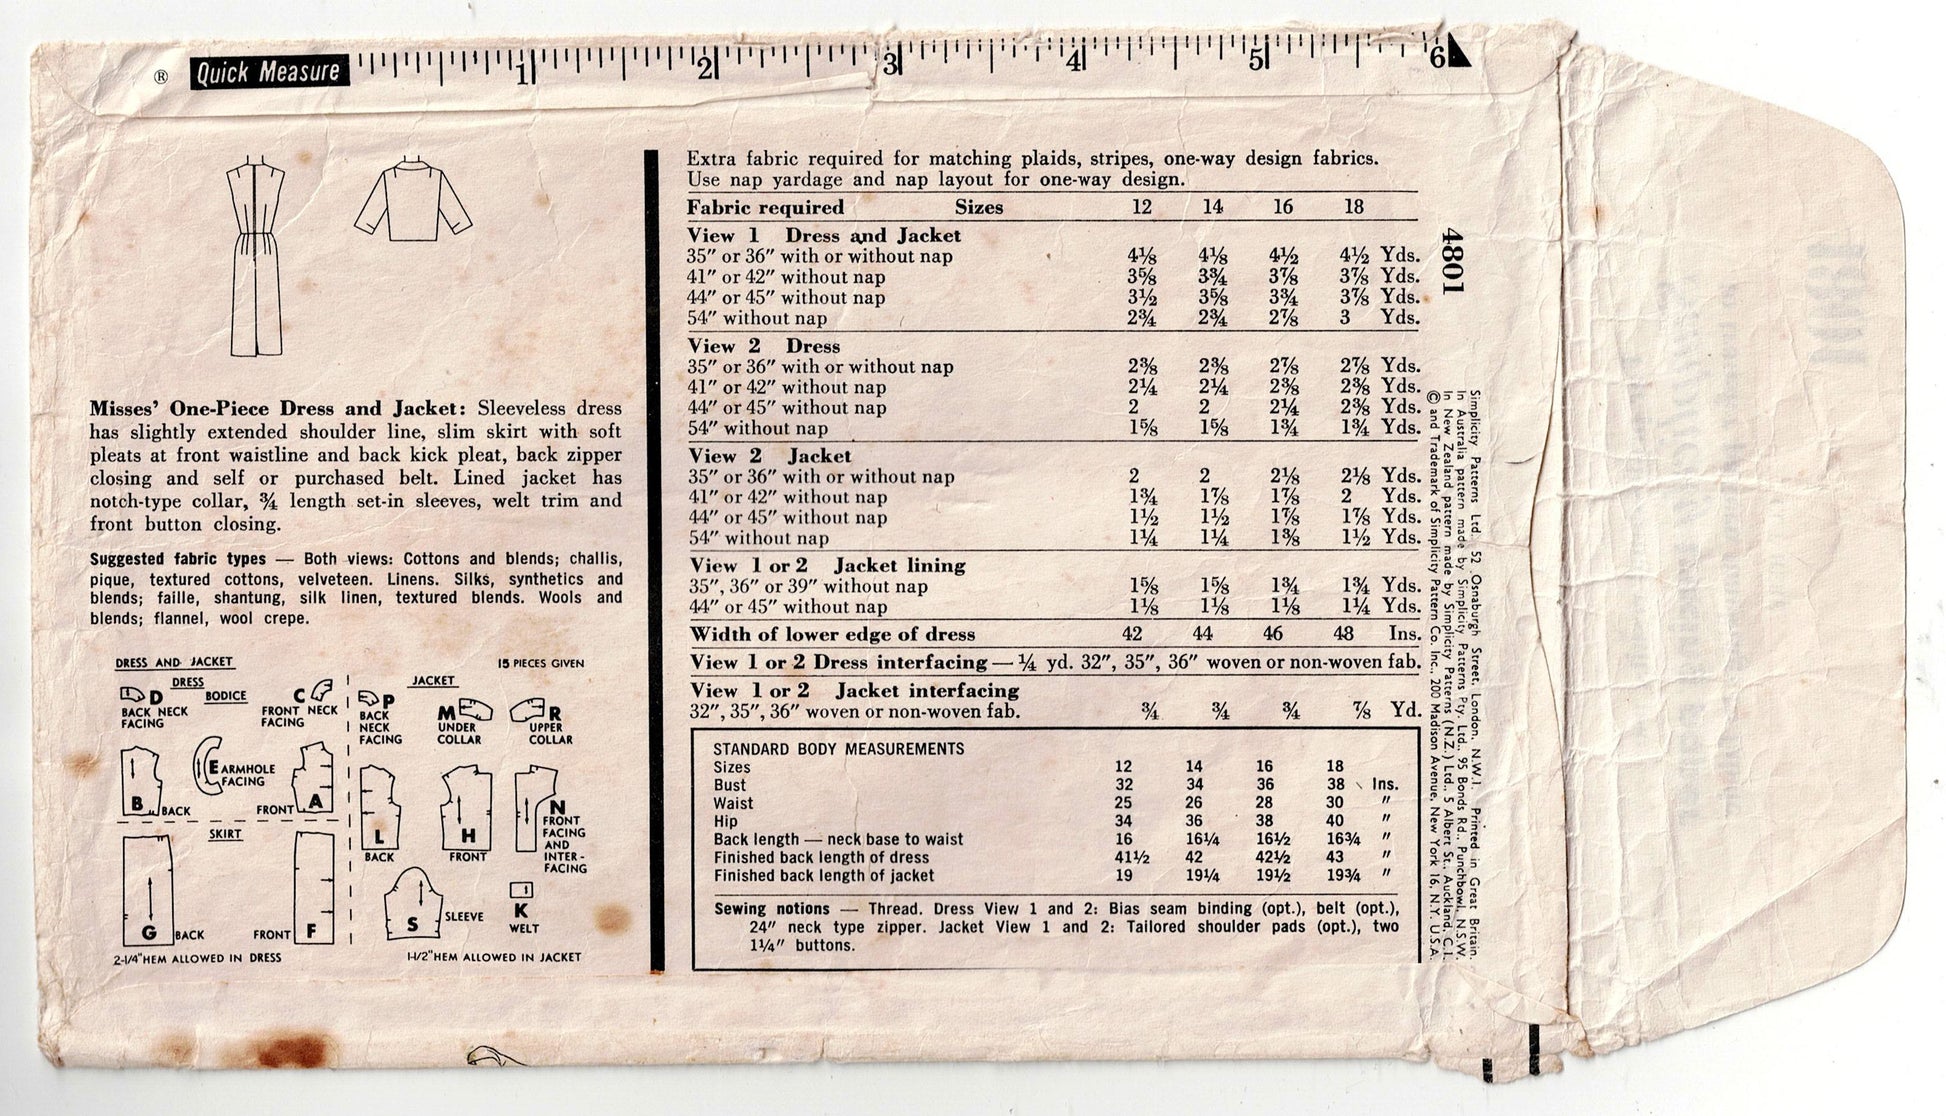 ® Quick Measure 1 2 3 4 5 6
Misses' One-Piece Dress and Jacket: Sleeveless dress
has slightly extended shoulder line, slim skirt with soft
pleats at front waistline and back kick pleat, back zipper
closing and self or purchased belt. Lined jacket has
notch-type collar, ¾ length set-in sleeves, welt trim and
front button closing.
Suggested fabric types — Both views: Cottons and blends; challis,
pique, textured cottons, velveteen. Linens. Silks, synthetics and
blends; faille, shantung, silk linen, textured blends. Wools and
blends; flannel, wool crepe.
DRESS AND JACKET
15 PIECES GIVEN
DRESS
BODICE
D
BACK NECK
FACING
C
FRONT NECK
FACING
B
BACK
E ARMHOLE
FACING
FRONT A
SKIRT
G BACK
FRONT F
2-1/4"HEM ALLOWED IN DRESS
JACKET
P
BACK
NECK
FACING
M
UNDER
COLLAR
R
UPPER
COLLAR
L
BACK
H
FRONT
N
FRONT
FACING
AND
INTER-
FACING
S SLEEVE
K
WELT
1-1/2"HEM ALLOWED IN JACKET
Extra fabric required for matching plaids, stripes, one-way design fabrics.
Use nap yardage and nap layout for one-way design.
Fabric required Sizes 12 14 16 18
View 1 Dress and Jacket
35" or 36" with or without nap 4⅛ 4⅛ 4½ 4½ Yds.
41" or 42" without nap 3⅝ 3¾ 3⅞ 3⅞ Yds.
44" or 45" without nap 3½ 3⅝ 3¾ 3⅞ Yds.
54" without nap 2¾ 2¾ 2⅞ 3 Yds.
View 2 Dress
35" or 36" with or without nap 2⅜ 2⅜ 2⅞ 2⅞ Yds.
41" or 42" without nap 2¼ 2¼ 2⅜ 2⅜ Yds.
44" or 45" without nap 2 2 2¼ 2⅜ Yds.
54" without nap 1⅝ 1⅝ 1¾ 1¾ Yds.
View 2 Jacket
35" or 36" with or without nap 2 2 2⅛ 2⅛ Yds.
41" or 42" without nap 1¾ 1⅞ 1⅞ 2 Yds.
44" or 45" without nap 1½ 1½ 1⅞ 1⅞ Yds.
54" without nap 1¼ 1¼ 1⅜ 1½ Yds.
View 1 or 2 Jacket lining
35", 36" or 39" without nap 1⅝ 1⅝ 1¾ 1¾ Yds.
44" or 45" without nap 1⅛ 1⅛ 1⅛ 1¼ Yds.
Width of lower edge of dress 42 44 46 48 Ins.
View 1 or 2 Dress interfacing — ¼ yd. 32", 35", 36" woven or non-woven fab.
View 1 or 2 Jacket interfacing
32", 35", 36" woven or non-woven fab. ¾ ¾ ¾ ⅞ Yd.
STANDARD BODY MEASUREMENTS
Sizes 12 14 16 18
Bust 32 34 36 38 Ins.
Waist 25 26 28 30 "
Hip 34 36 38 40 "
Back length — neck base to waist 16 16¼ 16½ 16¾ "
Finished back length of dress 41½ 42 42½ 43 "
Finished back length of jacket 19 19¼ 19½ 19¾ "
Sewing notions — Thread. Dress View 1 and 2: Bias seam binding (opt.), belt (opt.),
24" neck type zipper. Jacket View 1 and 2: Tailored shoulder pads (opt.), two
1¼" buttons.
4801
Simplicity Patterns Ltd. 52 Osnaburgh Street, London, N.W.1. Printed in Great Britain.
In Australia pattern made by Simplicity Patterns Pty. Ltd., 95 Bonds Rd., Punchbowl, N.S.W.
In New Zealand pattern made by Simplicity Patterns (N.Z.) Ltd., 5 Albert St., Auckland, C.1.
© and Trademark of Simplicity Pattern Co. Inc., 200 Madison Avenue, New York 16, N.Y. U.S.A.